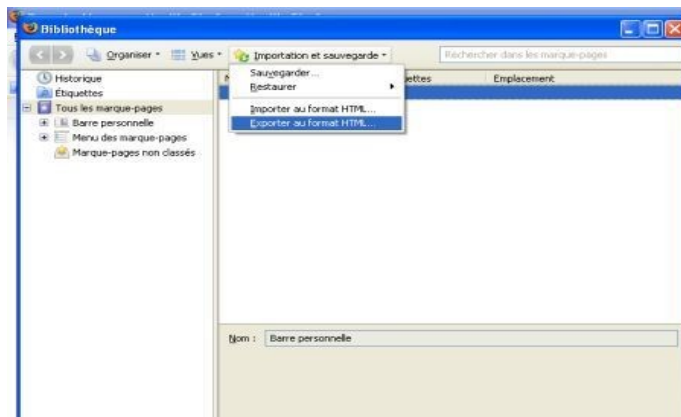 Bibliothèque
Organiser Vues Importation et sauvegarde Rechercher dans les marque-pages
Historique
Étiquettes
Tous les marque-pages
Barre personnelle
Menu des marque-pages
Marque-pages non classés
Sauvegarder...
Restaurer
Importer au format HTML...
Exporter au format HTML...
Emplacement
Nom : Barre personnelle